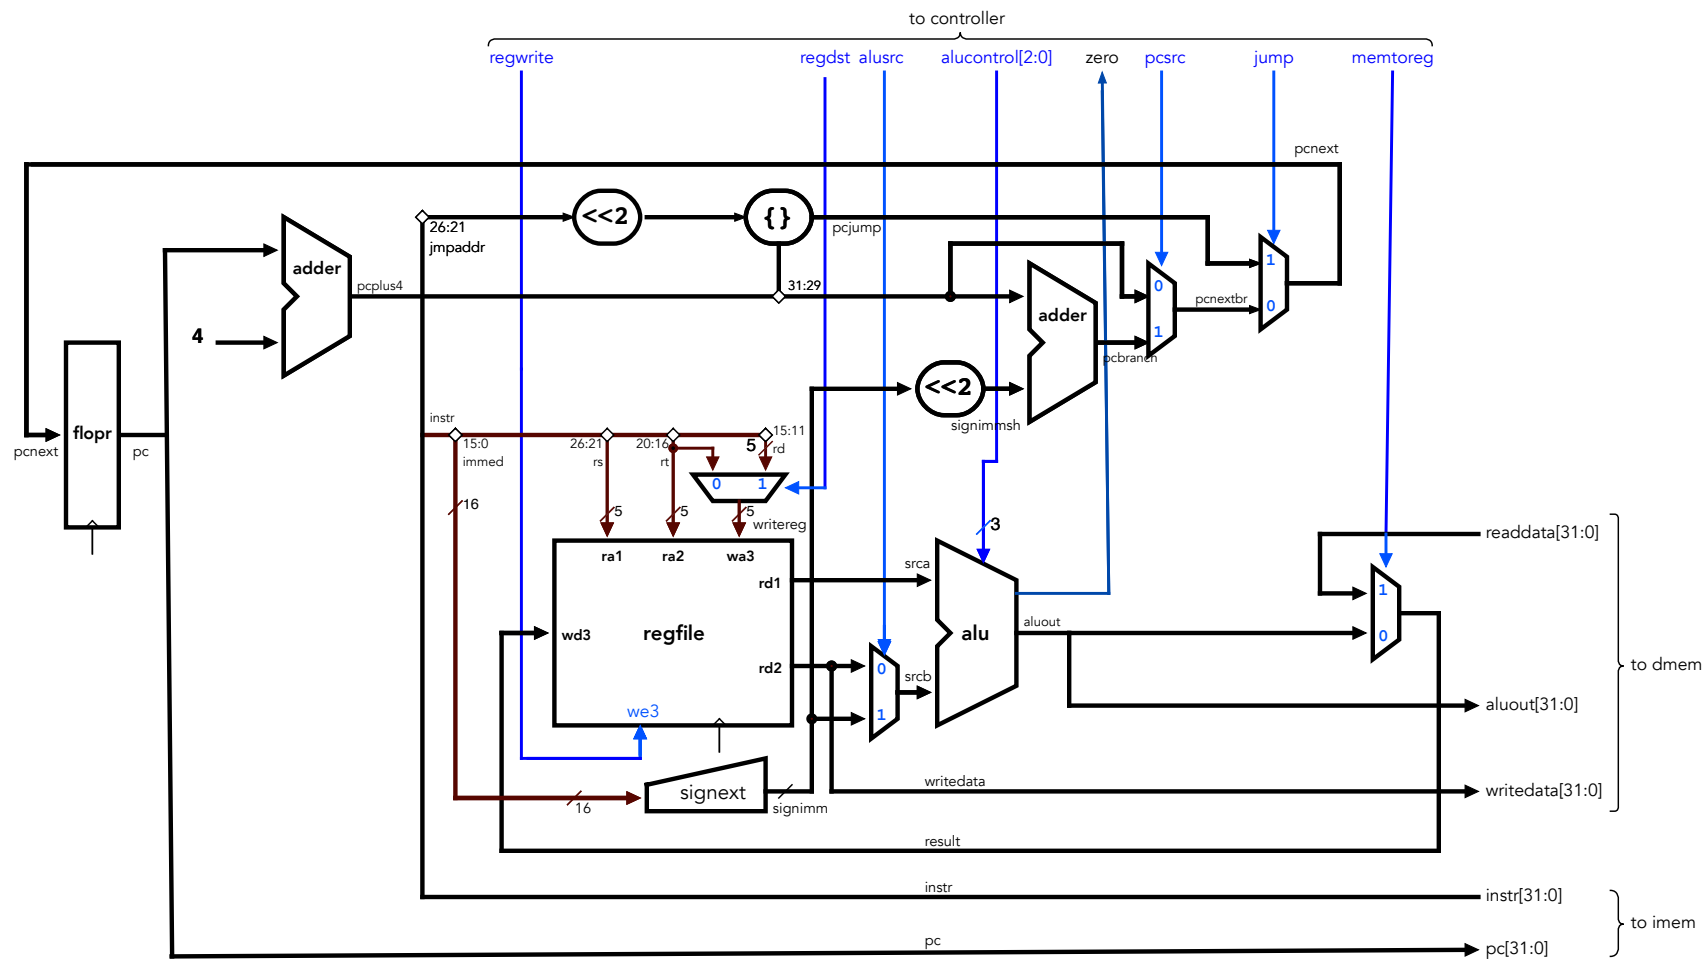 to controller
regwrite
regdst
alusrc
alucontrol[2:0]
zero
pcsrc
jump
memtoreg
pcnext
26:21
jmpaddr
<<2
{ }
pcjump
adder
pcplus4
31:29
4
adder
0
1
pcnextbr
1
0
pcbranch
<<2
signimmsh
flopr
pcnext
pc
instr
15:0
immed
26:21
rs
20:16
rt
5
15:11
rd
0
1
16
5
5
5
writereg
3
ra1
ra2
wa3
rd1
wd3
regfile
rd2
we3
srca
alu
aluout
0
1
srcb
readdata[31:0]
1
0
to dmem
aluout[31:0]
signext
16
signimm
writedata
writedata[31:0]
result
instr
instr[31:0]
to imem
pc
pc[31:0]